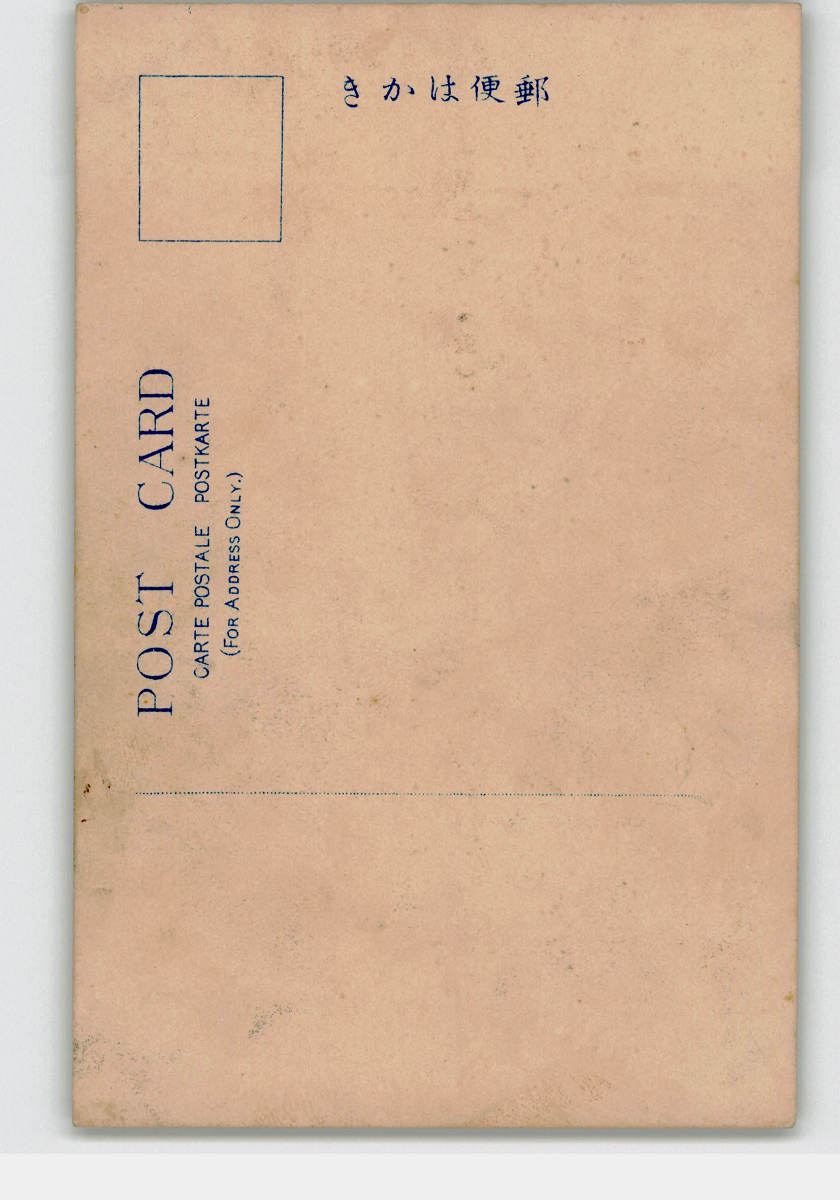 きかは便郵
POST CARD
CARTE POSTALE POSTKARTE
(FOR ADDRESS ONLY.)